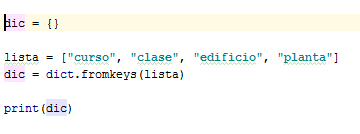 dic = {}
lista = ["curso", "clase", "edificio", "planta"]
dic = dict.fromkeys(lista)
print(dic)